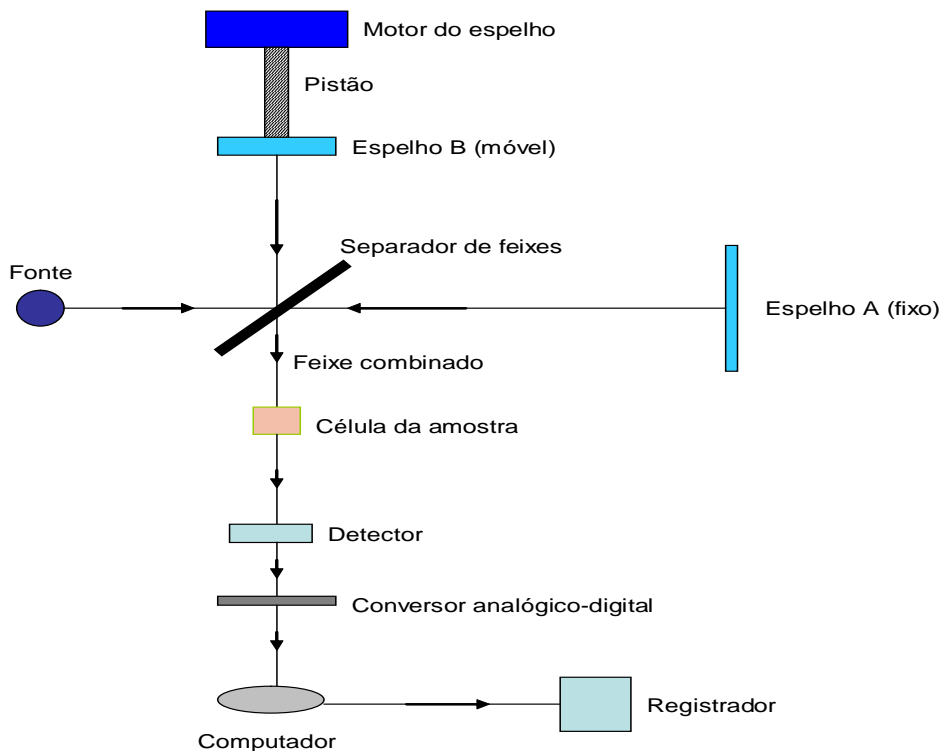 Motor do espelho
Pistão
Espelho B (móvel)
Separador de feixes
Fonte
Espelho A (fixo)
Feixe combinado
Célula da amostra
Detector
Conversor analógico-digital
Registrador
Computador